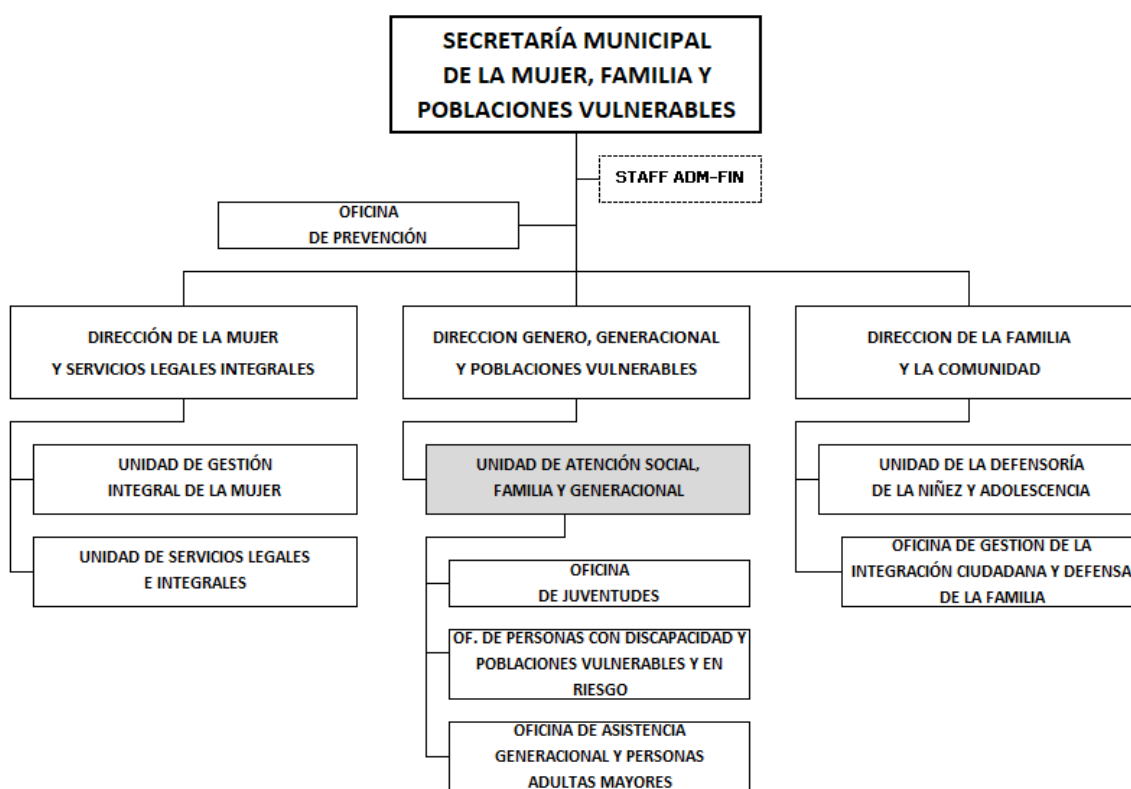 SECRETARÍA MUNICIPAL
DE LA MUJER, FAMILIA Y
POBLACIONES VULNERABLES
STAFF ADM-FIN
OFICINA
DE PREVENCIÓN
DIRECCIÓN DE LA MUJER
Y SERVICIOS LEGALES INTEGRALES
DIRECCION GENERO, GENERACIONAL
Y POBLACIONES VULNERABLES
DIRECCION DE LA FAMILIA
Y LA COMUNIDAD
UNIDAD DE GESTIÓN
INTEGRAL DE LA MUJER
UNIDAD DE SERVICIOS LEGALES
E INTEGRALES
UNIDAD DE ATENCIÓN SOCIAL,
FAMILIA Y GENERACIONAL
OFICINA
DE JUVENTUDES
OF. DE PERSONAS CON DISCAPACIDAD Y
POBLACIONES VULNERABLES Y EN
RIESGO
OFICINA DE ASISTENCIA
GENERACIONAL Y PERSONAS
ADULTAS MAYORES
UNIDAD DE LA DEFENSORÍA
DE LA NIÑEZ Y ADOLESCENCIA
OFICINA DE GESTIÓN DE LA
INTEGRACIÓN CIUDADANA Y DEFENSA
DE LA FAMILIA